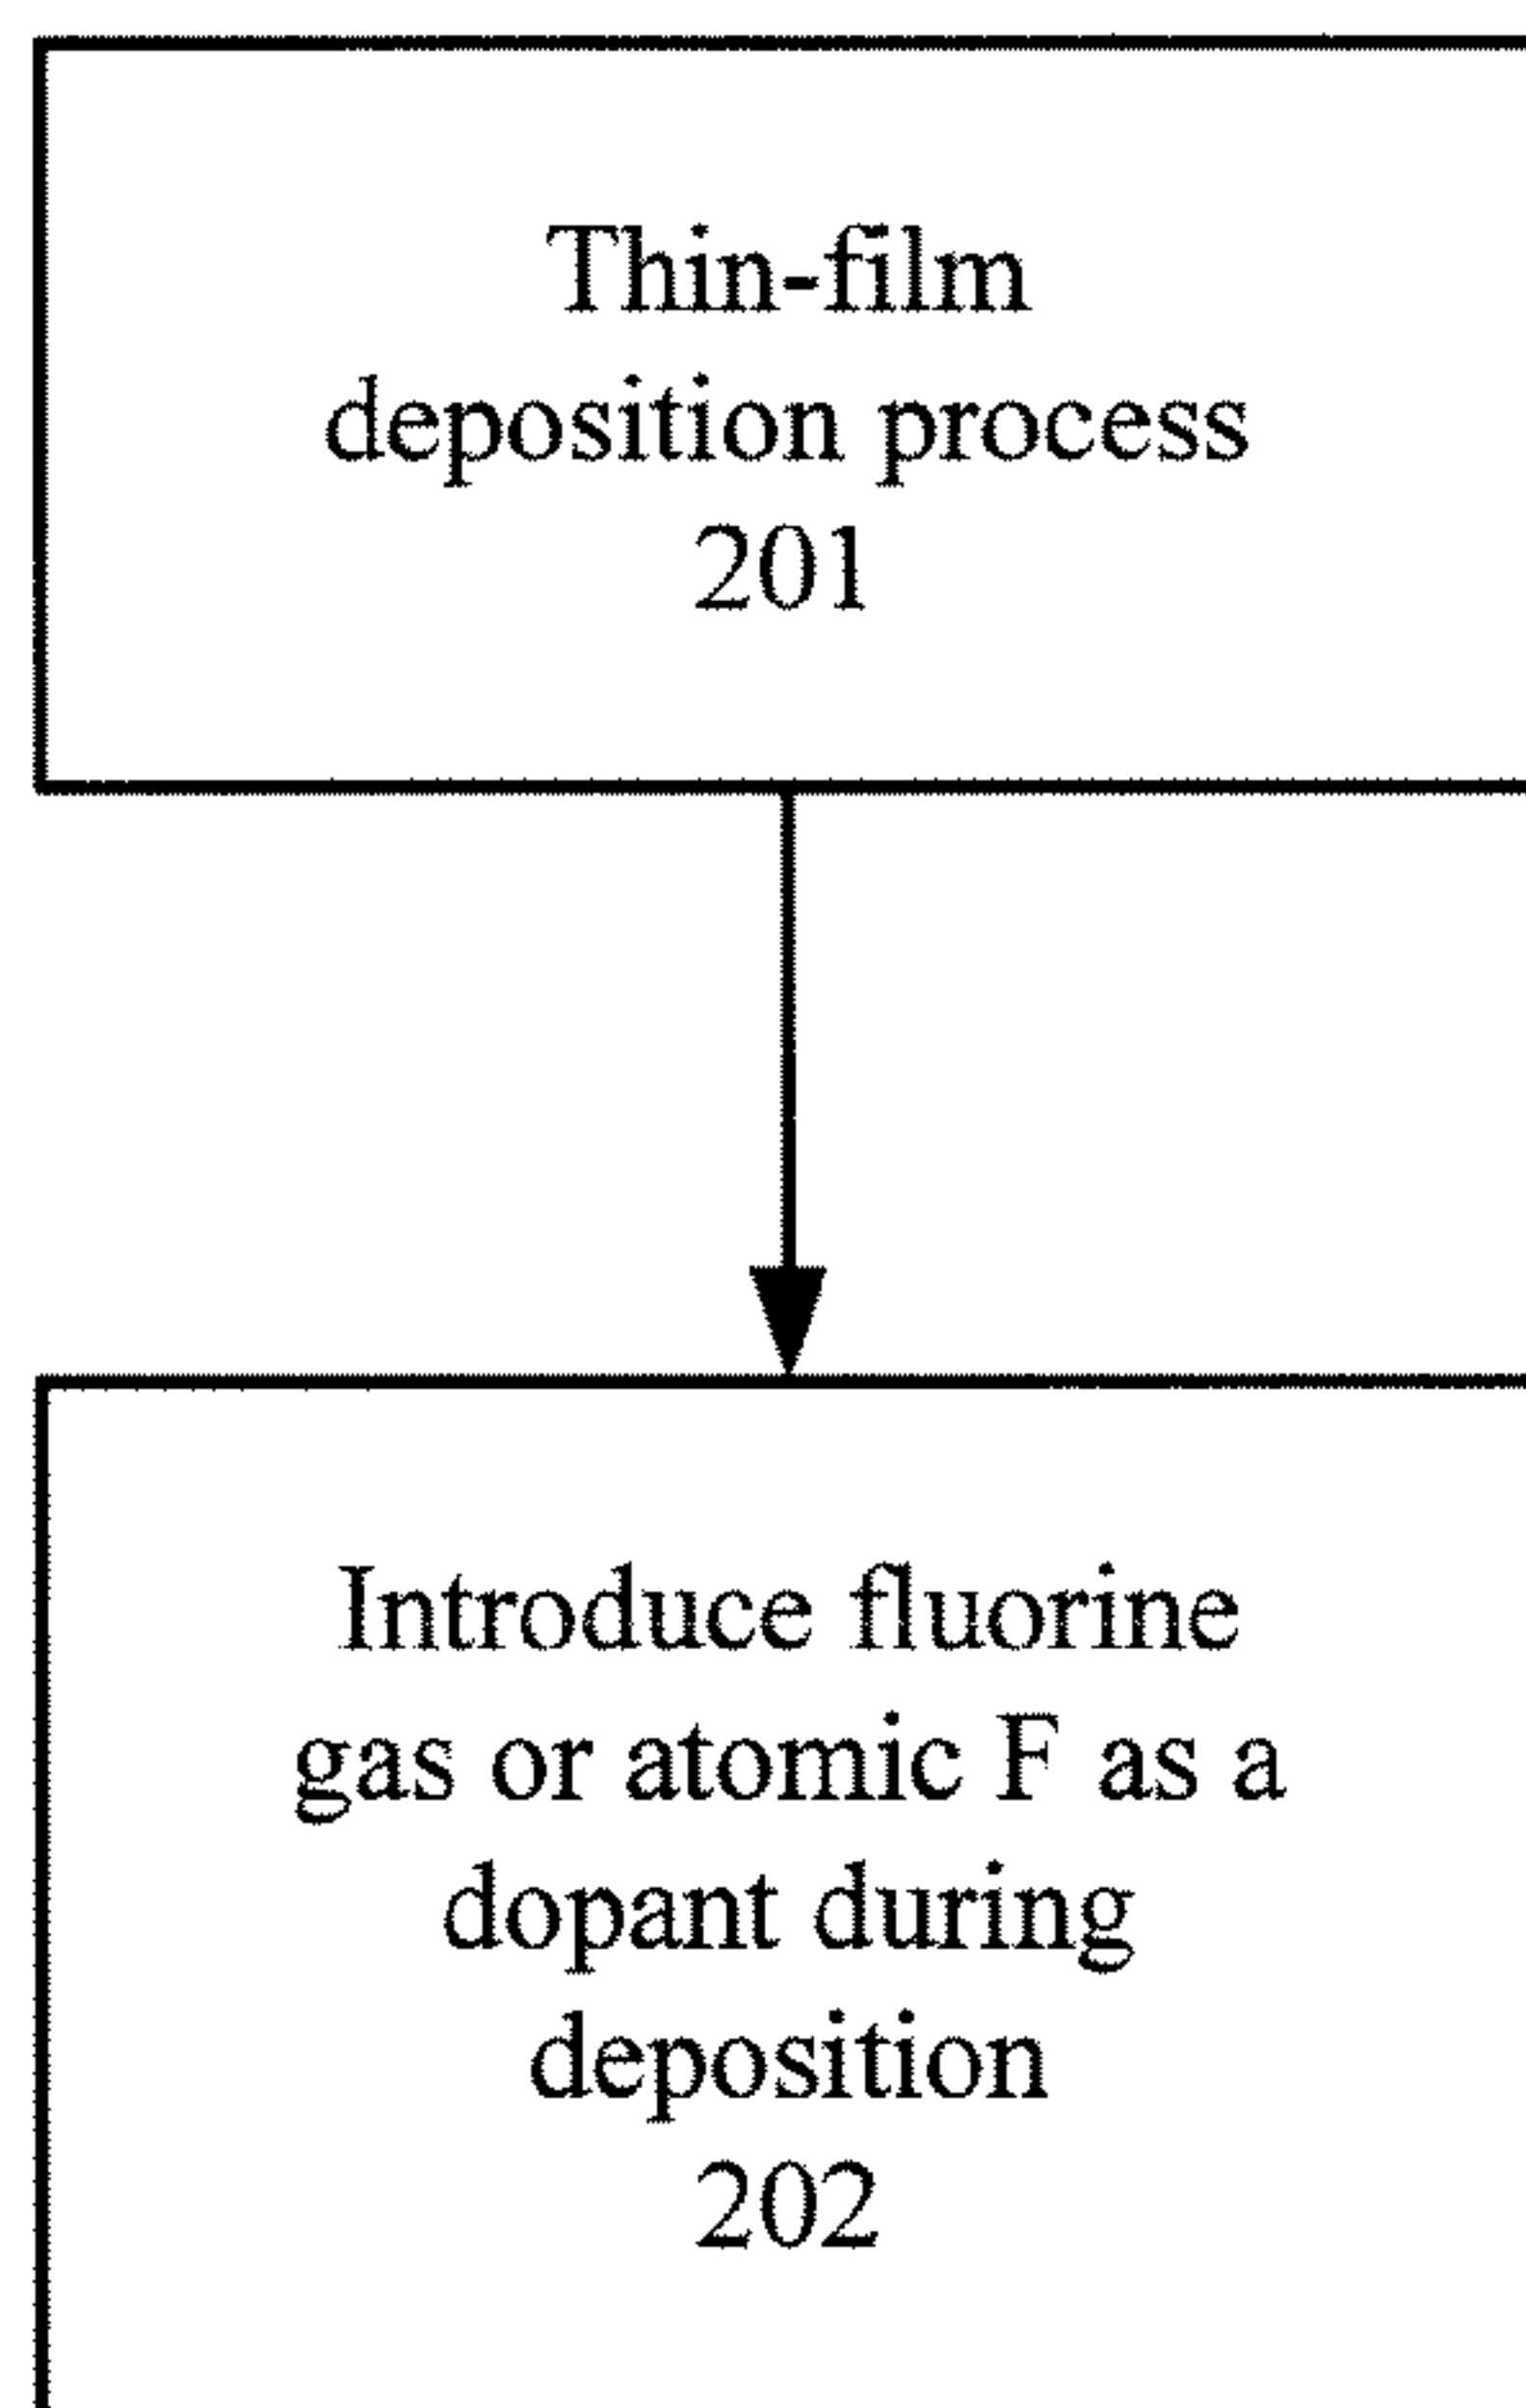 Thin-film
deposition process
201
Introduce fluorine
gas or atomic F as a
dopant during
deposition
202